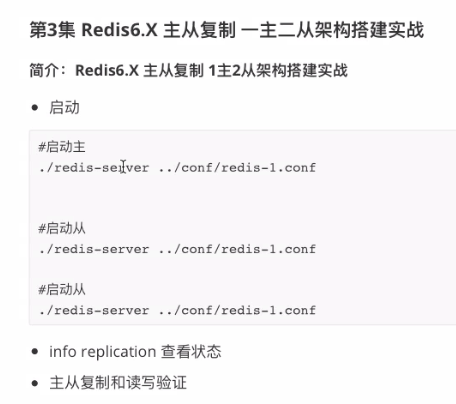 第3集 Redis6.X 主从复制 一主二从架构搭建实战
简介：Redis6.X 主从复制 1主2从架构搭建实战
启动
#启动主
./redis-server ../conf/redis-1.conf
#启动从
./redis-server ../conf/redis-1.conf
#启动从
./redis-server ../conf/redis-1.conf
info replication 查看状态
主从复制和读写验证